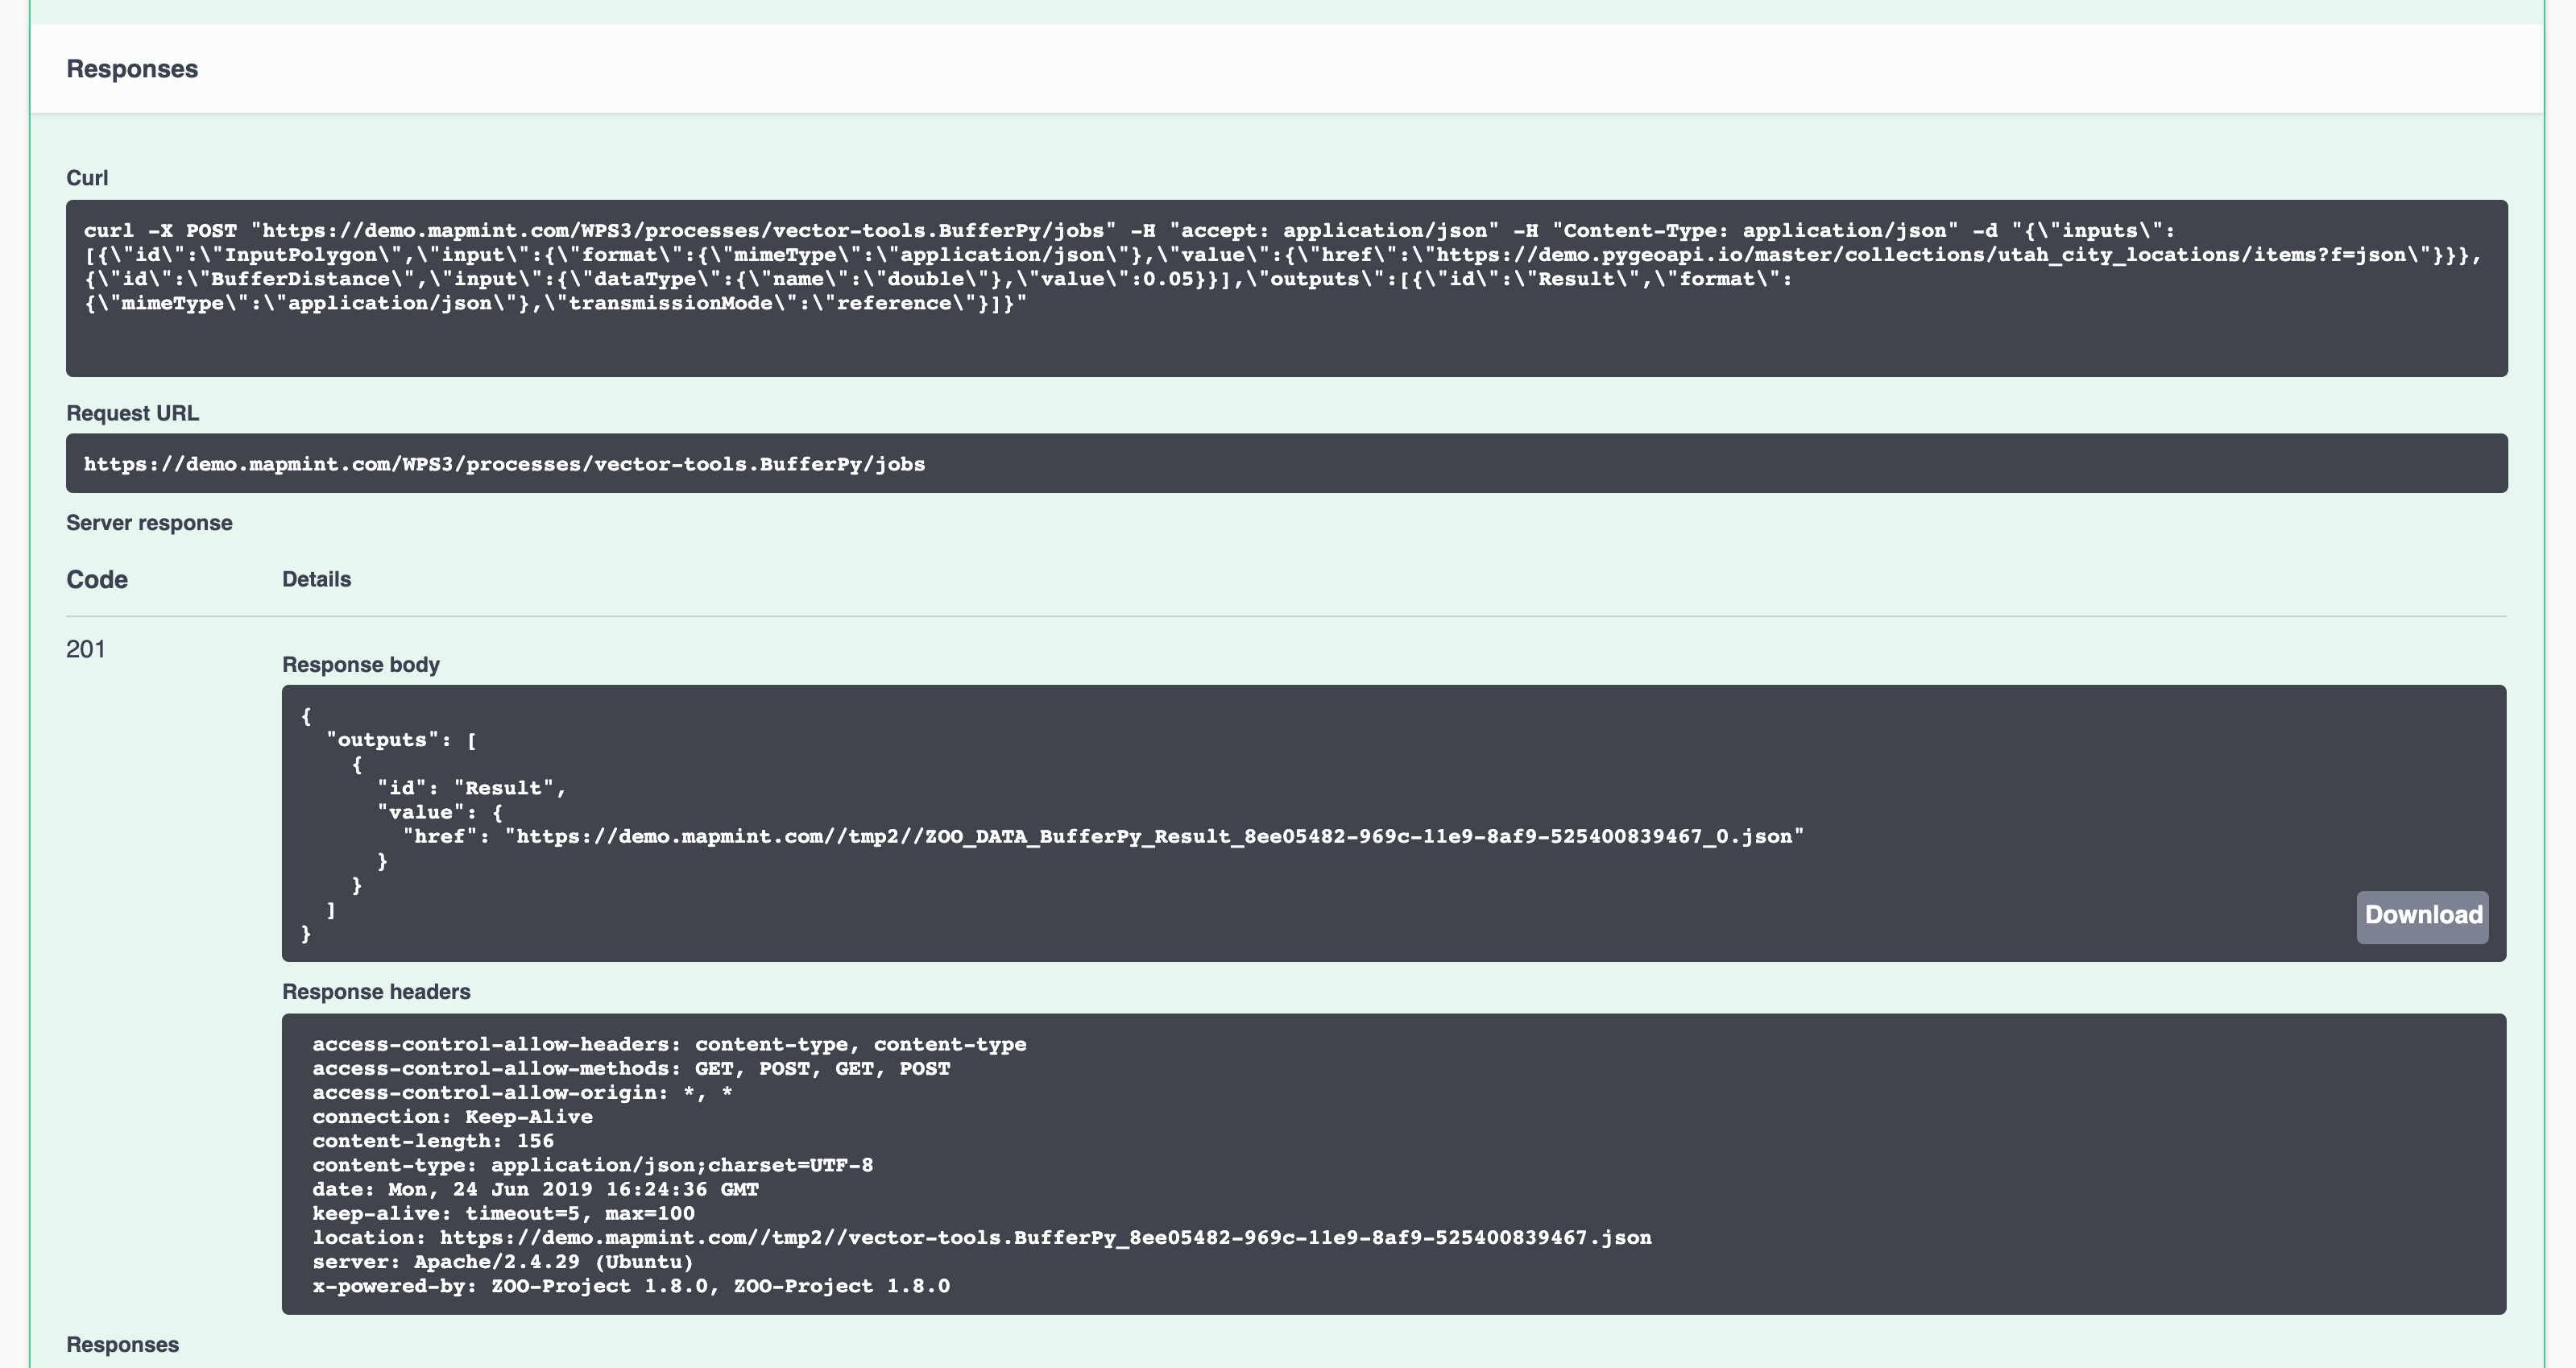 Responses
Curl
curl -X POST "https://demo.mapmint.com/WPS3/processes/vector-tools.BufferPy/jobs" -H "accept: application/json" -H "Content-Type: application/json" -d "{\"inputs\":
[{\"id\":\"InputPolygon\",\"input\":{\"format\":{\"mimeType\":\"application/json\"},\"value\":{\"href\":\"https://demo.pygeoapi.io/master/collections/utah_city_locations/items?f=json\"}}},
{\"id\":\"BufferDistance\",\"input\":{\"dataType\":{\"name\":\"double\"},\"value\":0.05}}],\"outputs\":[{\"id\":\"Result\",\"format\":
{\"mimeType\":\"application/json\"},\"transmissionMode\":\"reference\"}]}"
Request URL
https://demo.mapmint.com/WPS3/processes/vector-tools.BufferPy/jobs
Server response
Code Details
201
Response body
{
"outputs": [
{
"id": "Result",
"value": {
"href": "https://demo.mapmint.com//tmp2//ZOO_DATA_BufferPy_Result_8ee05482-969c-11e9-8af9-525400839467_0.json"
}
}
]
}
Download
Response headers
access-control-allow-headers: content-type, content-type
access-control-allow-methods: GET, POST, GET, POST
access-control-allow-origin: *, *
connection: Keep-Alive
content-length: 156
content-type: application/json;charset=UTF-8
date: Mon, 24 Jun 2019 16:24:36 GMT
keep-alive: timeout=5, max=100
location: https://demo.mapmint.com//tmp2//vector-tools.BufferPy_8ee05482-969c-11e9-8af9-525400839467.json
server: Apache/2.4.29 (Ubuntu)
x-powered-by: ZOO-Project 1.8.0, ZOO-Project 1.8.0
Responses